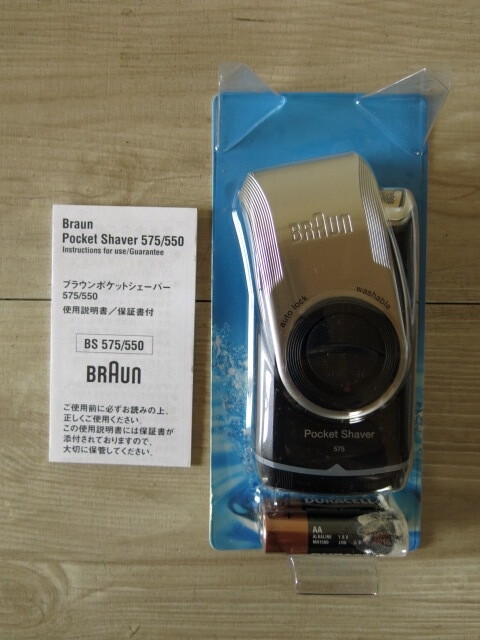 Braun
Pocket Shaver 575/550
Instructions for use/Guarantee
ブラウンポケットシェーバー
575/550
使用説明書／保証書付
BS 575/550
BRAUN
ご使用前に必ずお読みの上、
正しくご使用ください。
この使用説明書には保証書が
添付されておりますので、
大切に保管してください。
BRAUN
auto lock
washable
Pocket Shaver
575
DURACELL
AA
ALKALINE